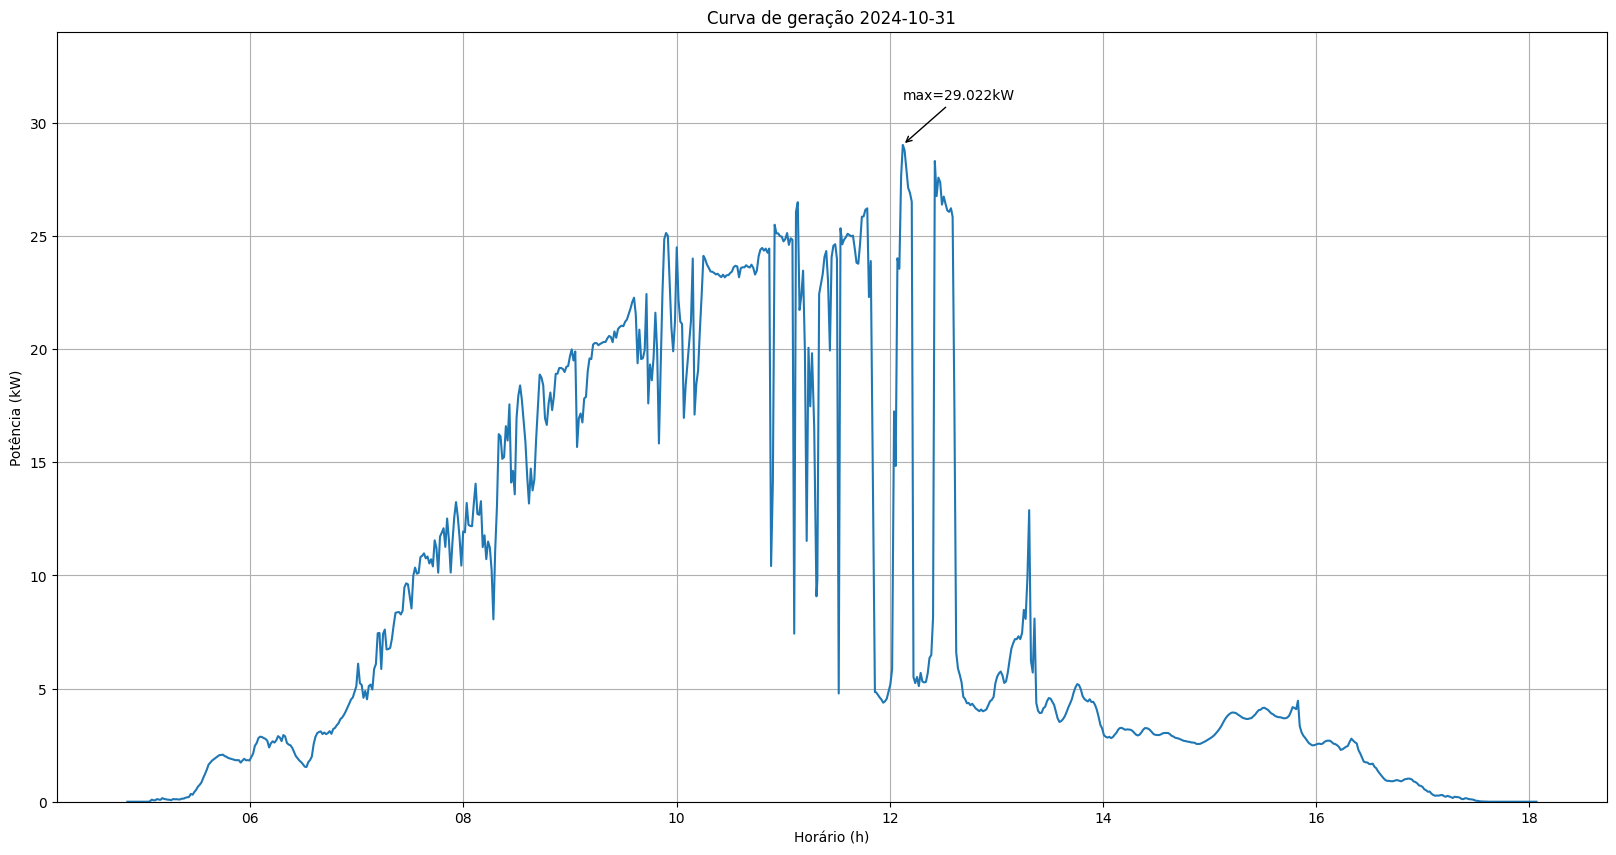 Curva de geração 2024-10-31
max=29.022kW
30
25
20
15
10
5
0
Potência (kW)
06 08 10 12 14 16 18
Horário (h)